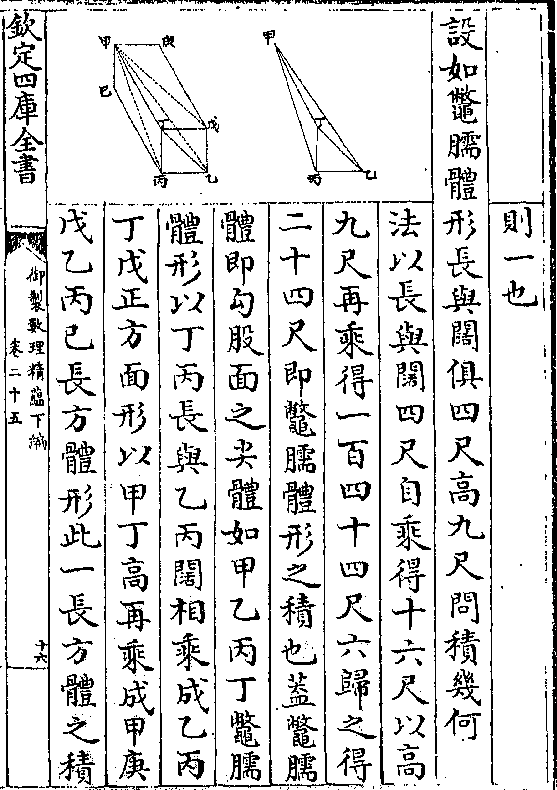 則一也
設如鼈臑體形長與闊俱四尺高九尺問積幾何
法以長與闊四尺自乘得十六尺以高
九尺再乘得一百四十四尺六歸之得
二十四尺即鼈臑體形之積也葢鼈臑
體即勾股面之尖體如甲乙丙丁鼈臑
體形以丁丙長與乙丙闊相乘成乙丙
丁戊正方面形以甲丁高再乘成甲庚
戊乙丙已長方體形此一長方體之積
甲
丁
丙
乙
甲
庚
已
丁
戊
丙
乙
欽定四庫全書
御製數理精藴下編
卷二十五
十六